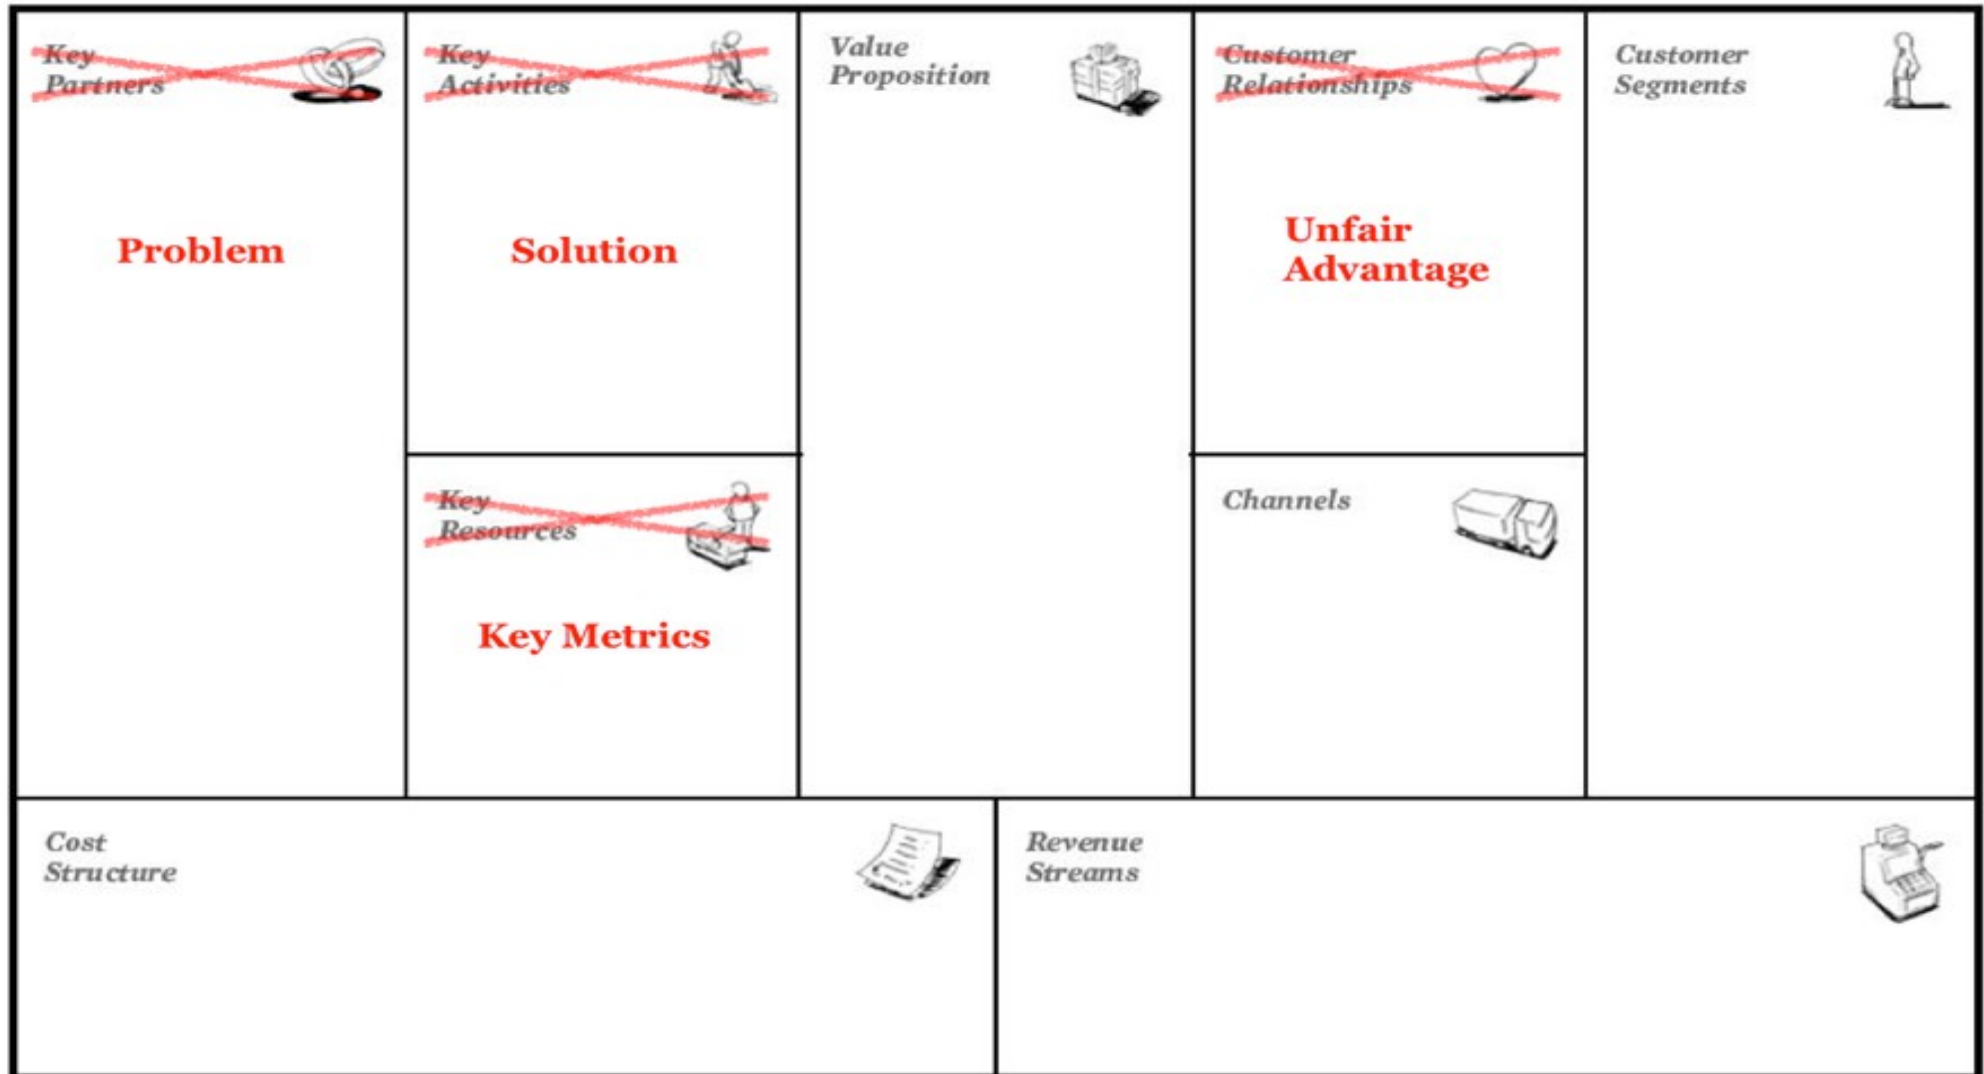 Key
Partners
Problem
Key
Activities
Solution
Key
Resources
Key Metrics
Value
Proposition
Customer
Relationships
Unfair
Advantage
Channels
Customer
Segments
Cost
Structure
Revenue
Streams